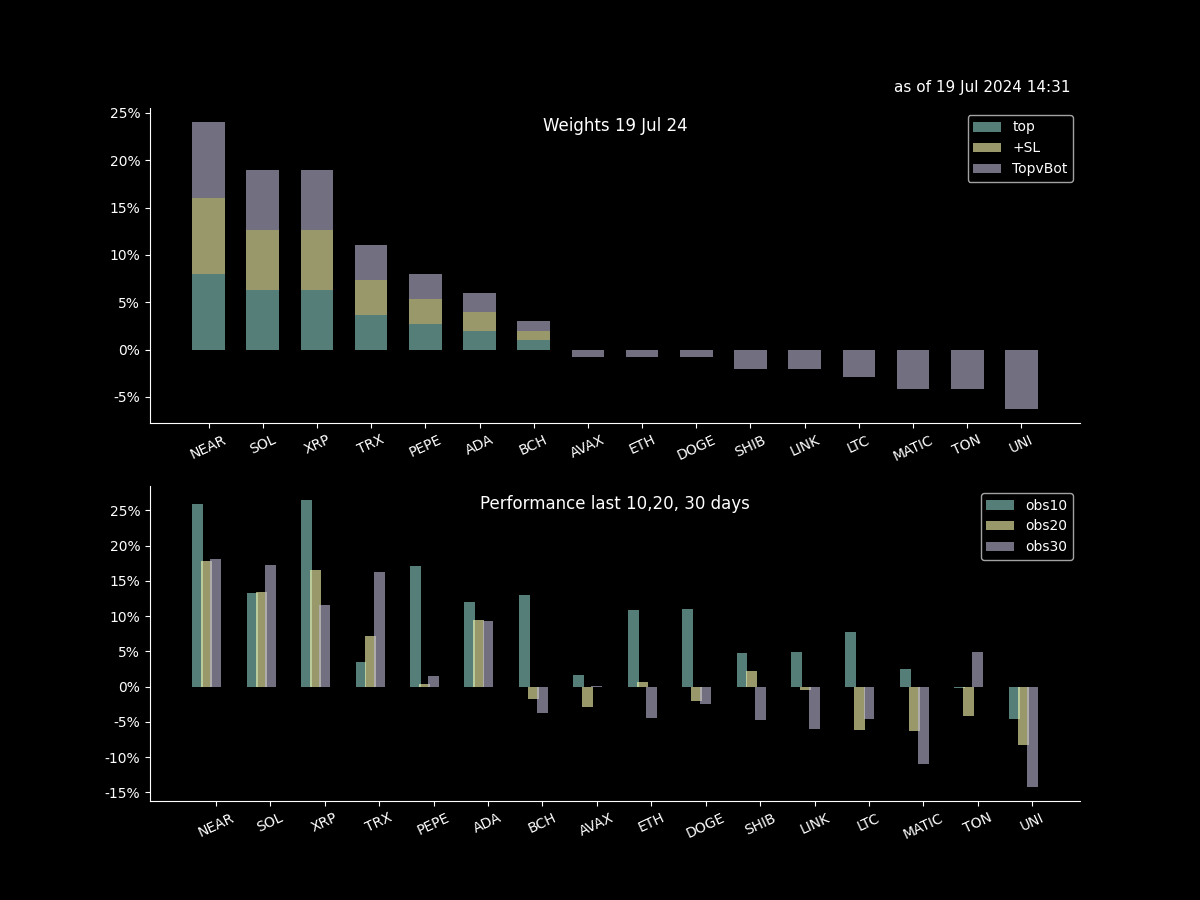 as of 19 Jul 2024 14:31
Weights 19 Jul 24
top
+SL
TopvBot
25%
20%
15%
10%
5%
0%
-5%
NEAR SOL XRP TRX PEPE ADA BCH AVAX ETH DOGE SHIB LINK LTC MATIC TON UNI
Performance last 10,20, 30 days
obs10
obs20
obs30
25%
20%
15%
10%
5%
0%
-5%
-10%
-15%
NEAR SOL XRP TRX PEPE ADA BCH AVAX ETH DOGE SHIB LINK LTC MATIC TON UNI